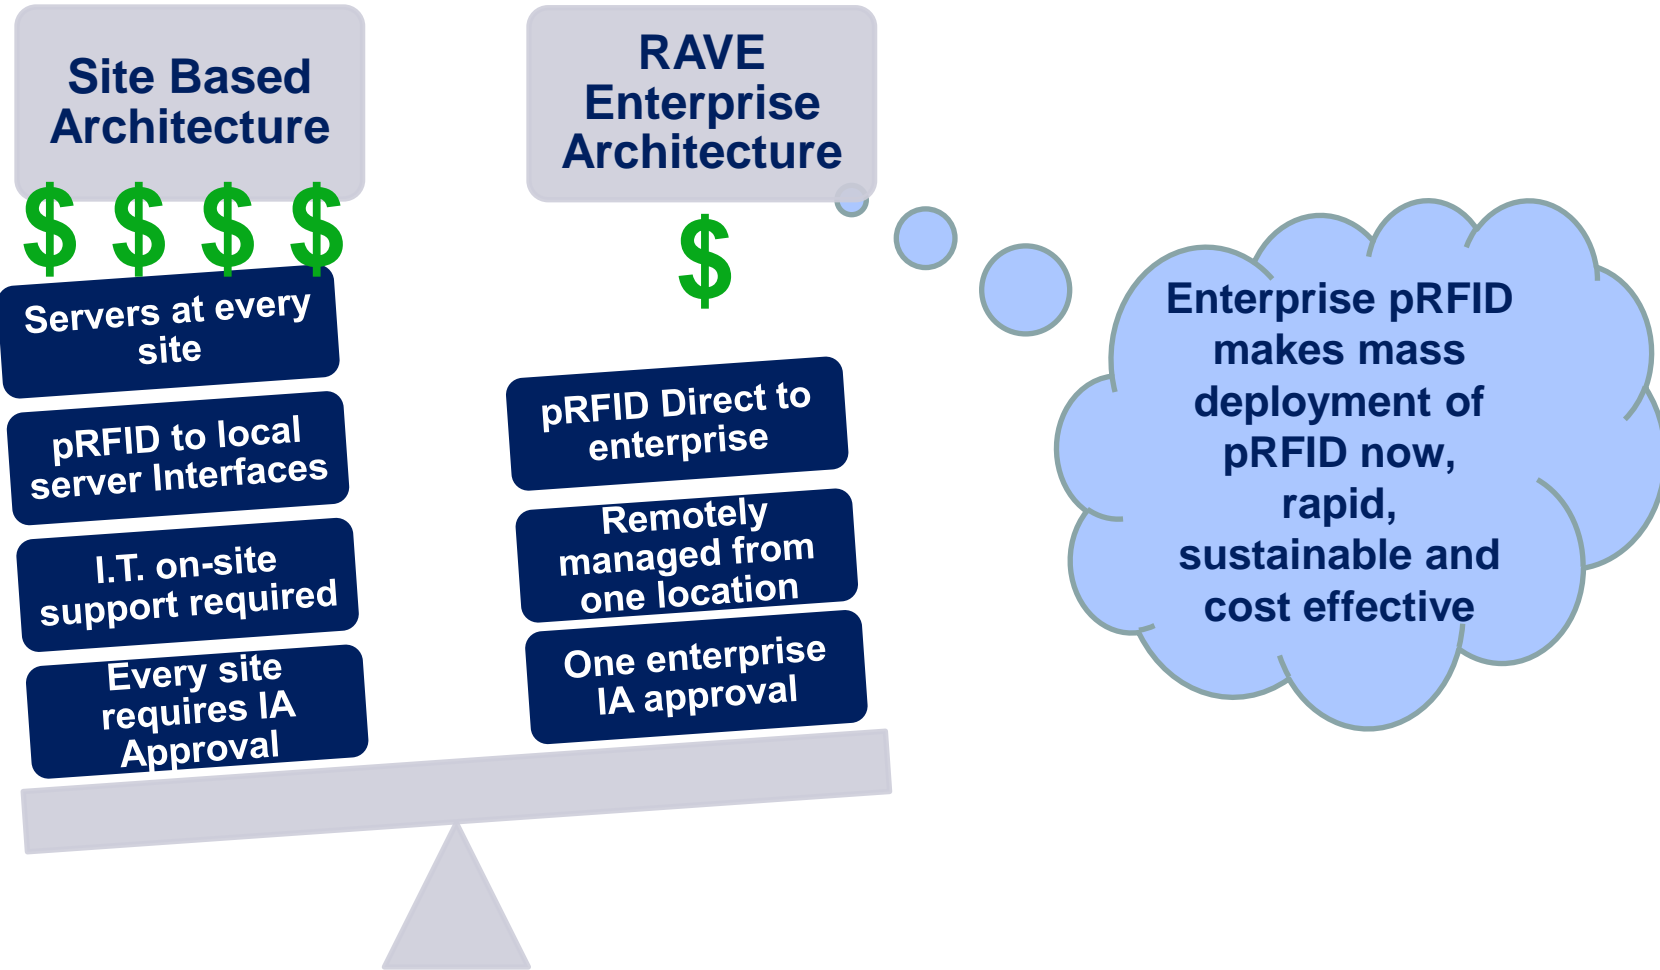 Site Based
Architecture
$ $ $ $
Servers at every
site
pRFID to local
server Interfaces
I.T. on-site
support required
Every site
requires IA
Approval
RAVE
Enterprise
Architecture
$
pRFID Direct to
enterprise
Remotely
managed from
one location
One enterprise
IA approval
Enterprise pRFID
makes mass
deployment of
pRFID now,
rapid,
sustainable and
cost effective